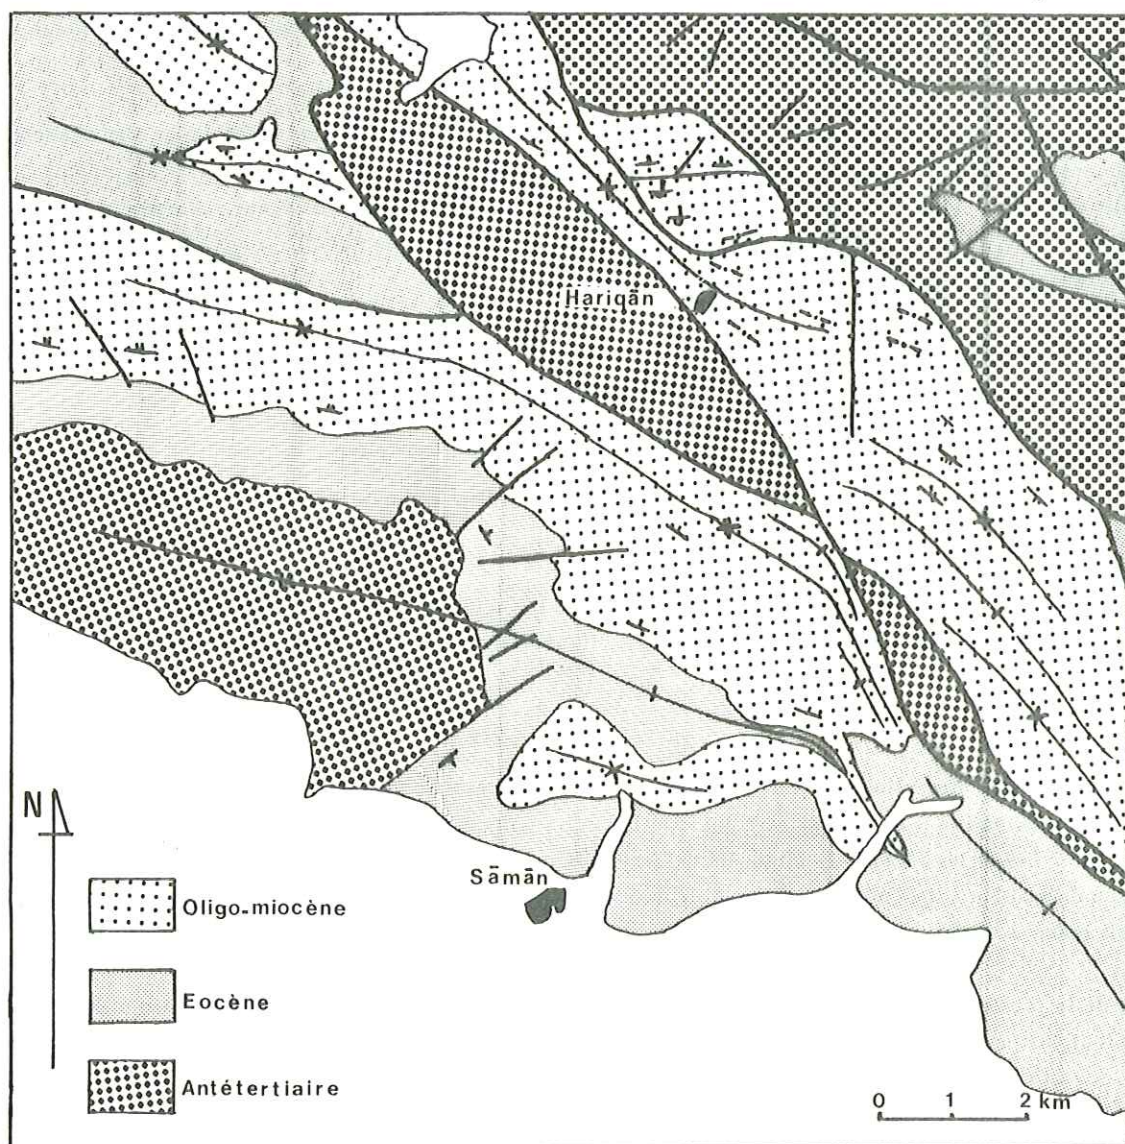 Hariqān
N
Sāmān
Oligo-miocène
Eocène
Antétertiaire
0 1 2 km